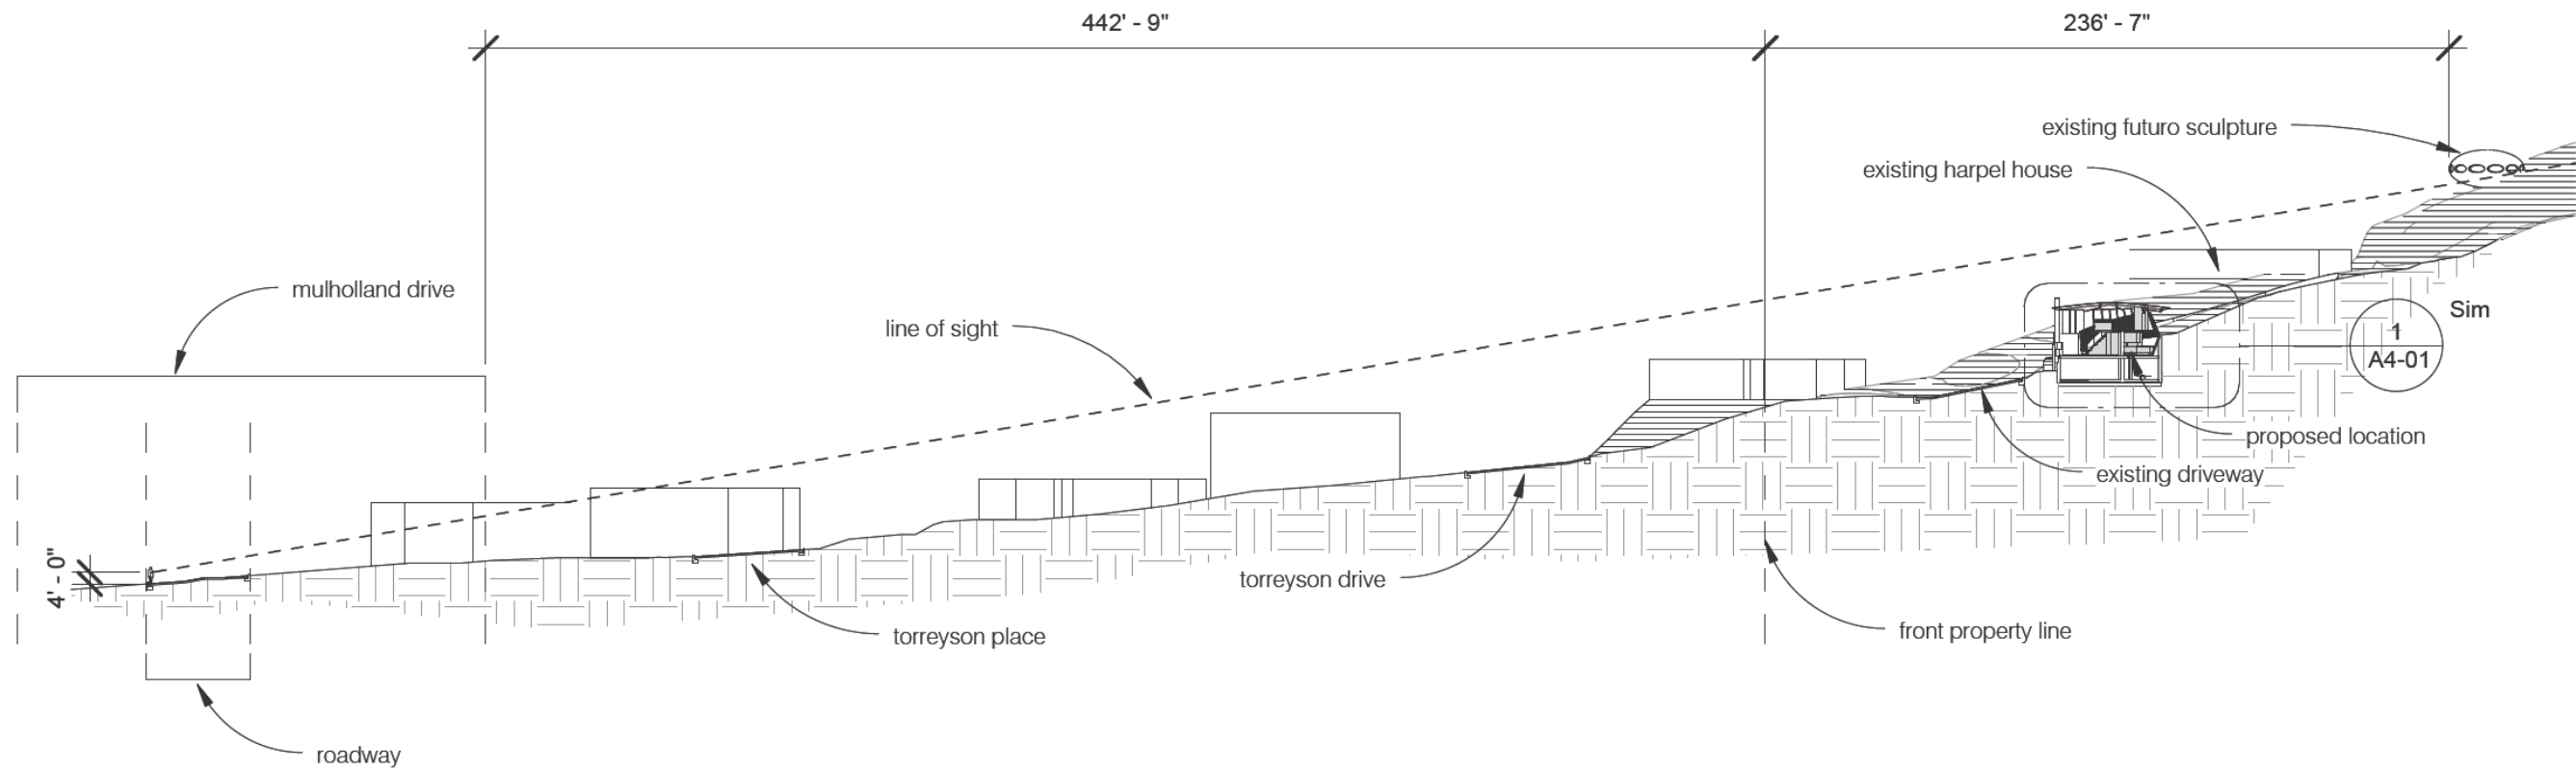 442' - 9"
236' - 7"
existing futuro sculpture
existing harpel house
mulholland drive
line of sight
Sim
1
A4-01
proposed location
existing driveway
4' - 0"
torreyson drive
torreyson place
front property line
roadway